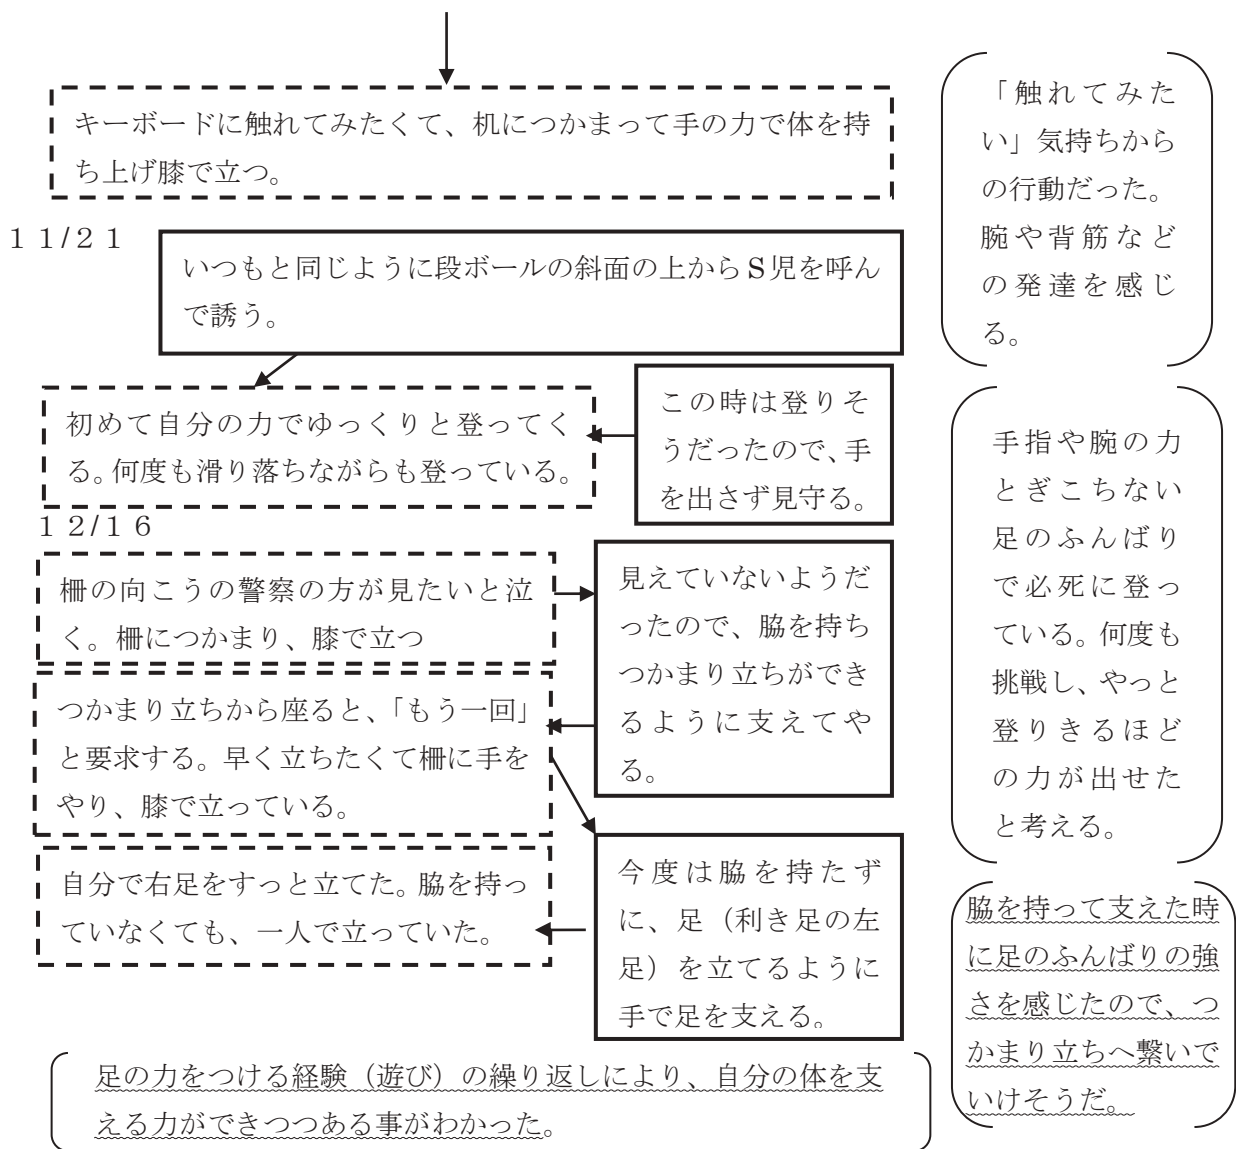 キーボードに触れてみたくて、机につかまって手の力で体を持
ち上げ膝で立つ。
「触れてみた
い」気持ちから
の行動だった。
腕や背筋など
の発達を感じ
る。
１１/２１
いつもと同じように段ボールの斜面の上からＳ児を呼ん
で誘う。
初めて自分の力でゆっくりと登ってく
る。何度も滑り落ちながらも登っている。
この時は登りそ
うだったので、手
を出さず見守る。
手指や腕の力
とぎこちない
足のふんばり
で必死に登っ
ている。何度も
挑戦し、やっと
登りきるほど
の力が出せた
と考える。
１２/１６
柵の向こうの警察の方が見たいと泣
く。柵につかまり、膝で立つ
見えていないようだ
ったので、脇を持ち
つかまり立ちができ
るように支えてや
る。
つかまり立ちから座ると、「もう一回」
と要求する。早く立ちたくて柵に手を
やり、膝で立っている。
今度は脇を持たず
に、足（利き足の左
足）を立てるように
手で足を支える。
自分で右足をすっと立てた。脇を持っ
ていなくても、一人で立っていた。
脇を持って支えた時
に足のふんばりの強
さを感じたので、つ
かまり立ちへ繋いで
いけそうだ。
足の力をつける経験（遊び）の繰り返しにより、自分の体を支
える力ができつつある事がわかった。